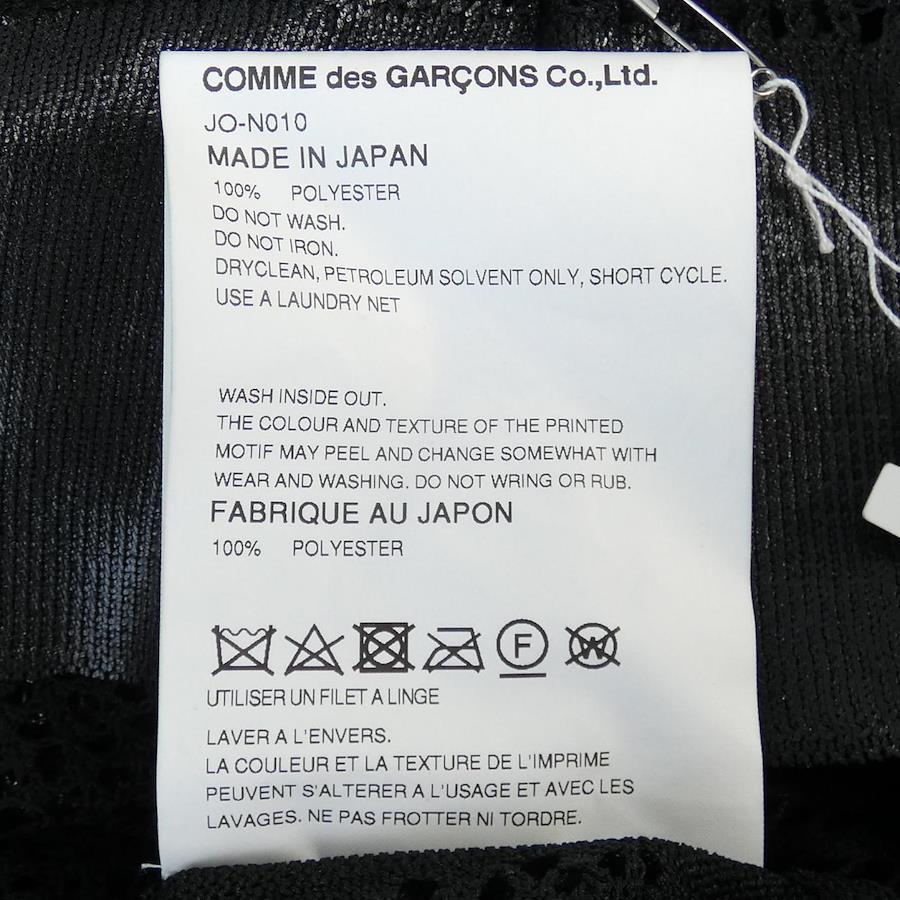 COMME des GARÇONS Co.,Ltd.
JO-N010
MADE IN JAPAN
100% POLYESTER
DO NOT WASH.
DO NOT IRON.
DRYCLEAN, PETROLEUM SOLVENT ONLY, SHORT CYCLE.
USE A LAUNDRY NET
WASH INSIDE OUT.
THE COLOUR AND TEXTURE OF THE PRINTED
MOTIF MAY PEEL AND CHANGE SOMEWHAT WITH
WEAR AND WASHING. DO NOT WRING OR RUB.
FABRIQUE AU JAPON
100% POLYESTER
F W
UTILISER UN FILET A LINGE
LAVER A L'ENVERS.
LA COULEUR ET LA TEXTURE DE L'IMPRIME
PEUVENT S'ALTERER A L'USAGE ET AVEC LES
LAVAGES. NE PAS FROTTER NI TORDRE.